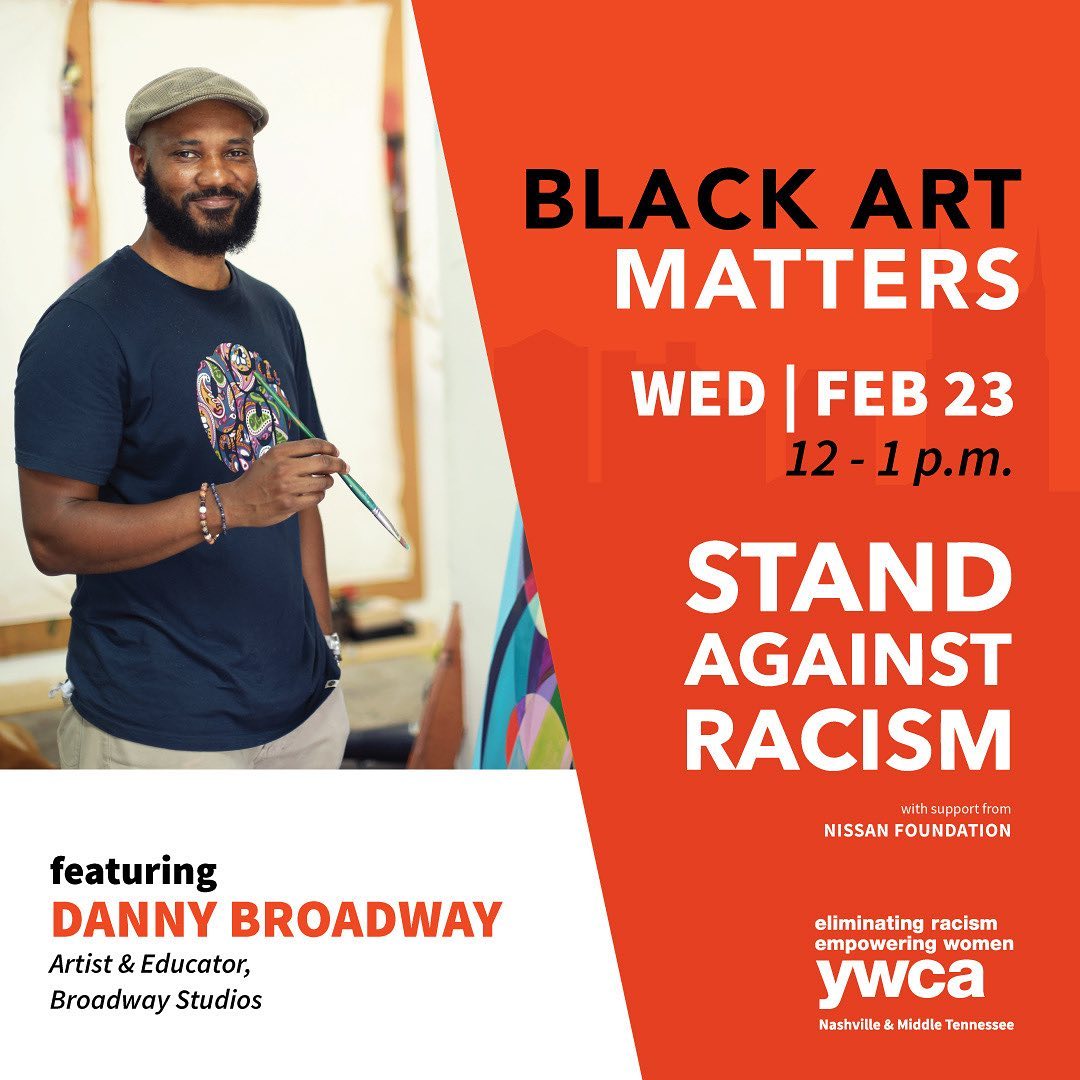 BLACK ART
MATTERS
WED | FEB 23
12 - 1 p.m.
STAND
AGAINST
RACISM
with support from
NISSAN FOUNDATION
featuring
DANNY BROADWAY
Artist & Educator,
Broadway Studios
eliminating racism
empowering women
ywca
Nashville & Middle Tennessee